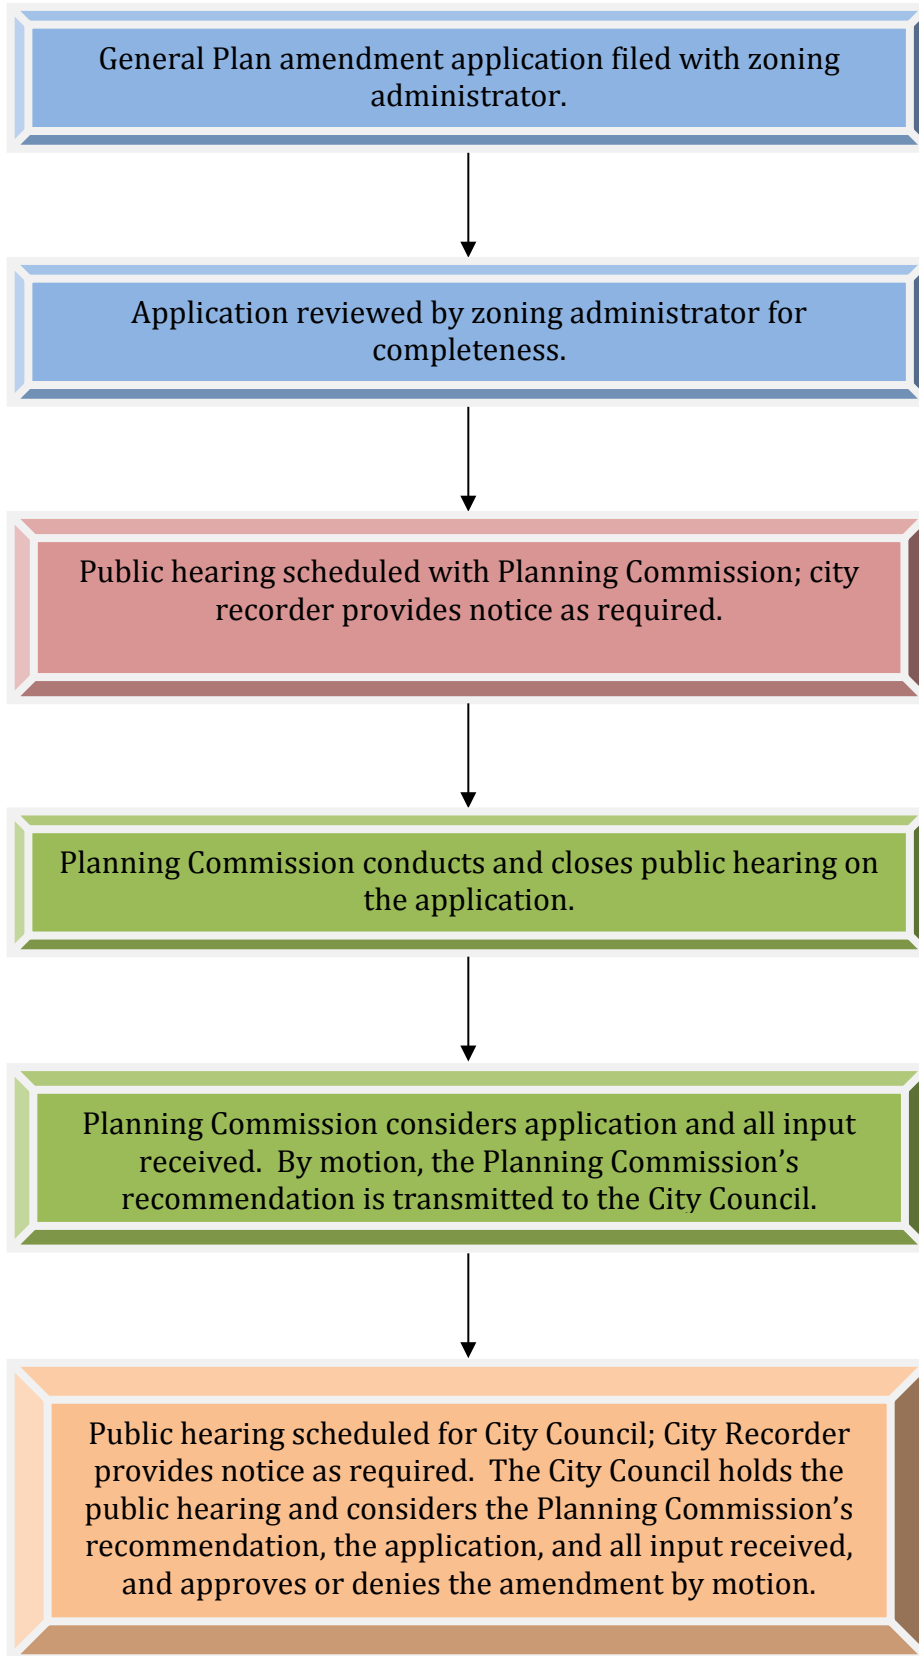 General Plan amendment application filed with zoning
administrator.
Application reviewed by zoning administrator for
completeness.
Public hearing scheduled with Planning Commission; city
recorder provides notice as required.
Planning Commission conducts and closes public hearing on
the application.
Planning Commission considers application and all input
received.  By motion, the Planning Commission’s
recommendation is transmitted to the City Council.
Public hearing scheduled for City Council; City Recorder
provides notice as required.  The City Council holds the
public hearing and considers the Planning Commission’s
recommendation, the application, and all input received,
and approves or denies the amendment by motion.